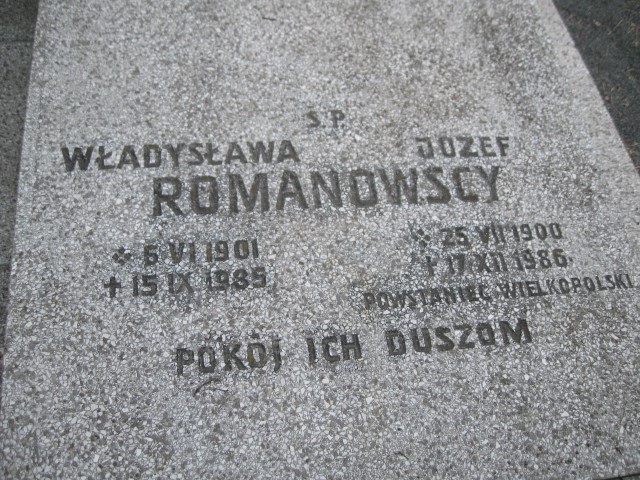 Ś.P.
WŁADYSŁAWA JÓZEF
ROMANOWSCY
* 6 VI 1901 * 25 VII 1900
† 15 IX 1985 † 17 XII 1986
POWSTANIEC WIELKOPOLSKI
POKÓJ ICH DUSZOM